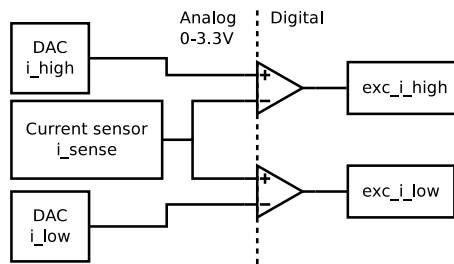 Analog
0-3.3V
Digital
DAC
i_high
+
−
exc_i_high
Current sensor
i_sense
DAC
i_low
+
−
exc_i_low